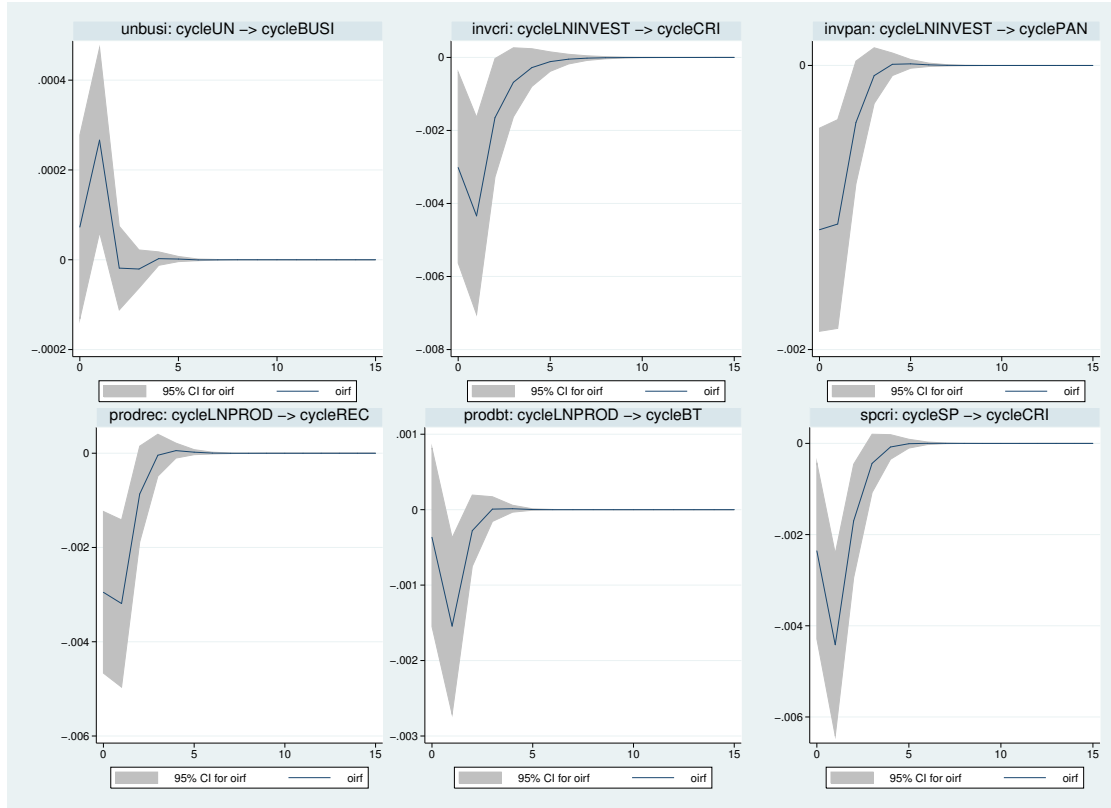 unbusi: cycleUN −> cycleBUSI
.0004
.0002
0
−.0002
0 5 10 15
95% CI for oirf oirf
invcri: cycleLNINVEST −> cycleCRI
0
−.002
−.004
−.006
−.008
0 5 10 15
95% CI for oirf oirf
invpan: cycleLNINVEST −> cyclePAN
0
−.002
0 5 10 15
95% CI for oirf oirf
prodrec: cycleLNPROD −> cycleREC
0
−.002
−.004
−.006
0 5 10 15
95% CI for oirf oirf
prodbt: cycleLNPROD −> cycleBT
.001
0
−.001
−.002
−.003
0 5 10 15
95% CI for oirf oirf
spcri: cycleSP −> cycleCRI
0
−.002
−.004
−.006
0 5 10 15
95% CI for oirf oirf